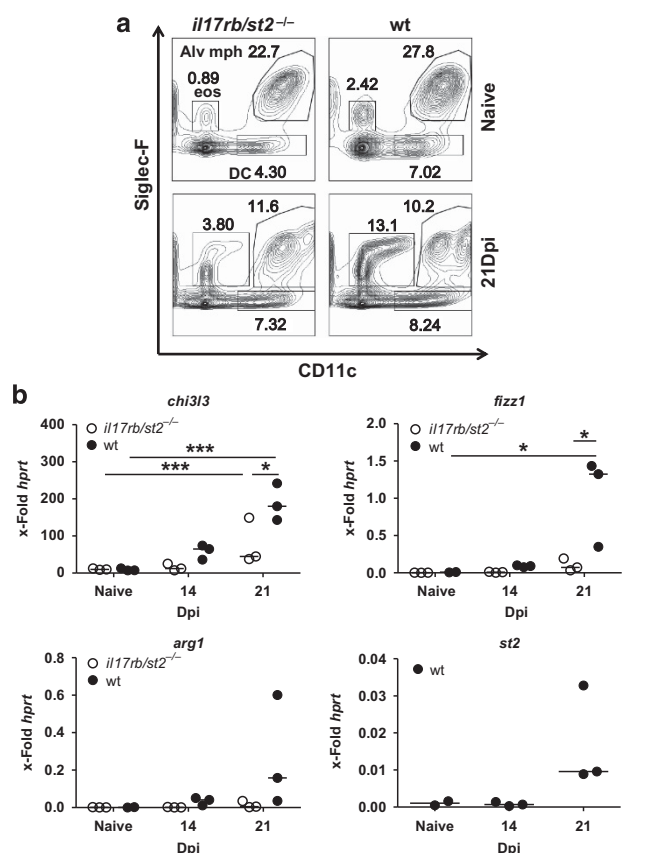 a
il17rb/st2–/– wt
Alv mph 22.7
0.89
eos
DC 4.30
27.8
2.42
7.02
Naive
11.6
3.80
7.32
10.2
13.1
8.24
21Dpi
Siglec-F
CD11c
b
chi3l3
il17rb/st2–/–
wt
400
300
200
100
0
x-Fold hprt
***
***
*
Naive 14 21
Dpi
fizz1
il17rb/st2–/–
wt
2.0
1.5
1.0
0.5
0.0
x-Fold hprt
*
*
Naive 14 21
Dpi
arg1
il17rb/st2–/–
wt
0.8
0.6
0.4
0.2
0.0
x-Fold hprt
Naive 14 21
Dpi
st2
wt
0.04
0.03
0.02
0.01
0.00
x-Fold hprt
Naive 14 21
Dpi